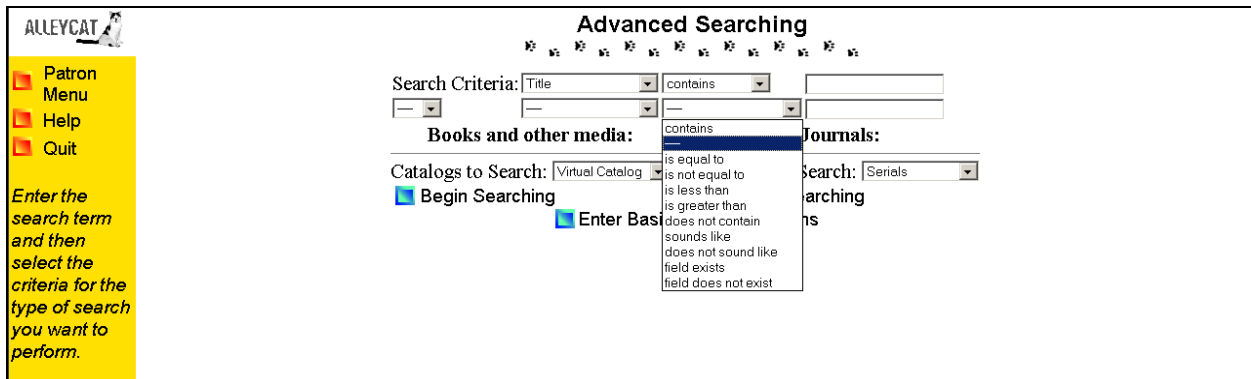 ALLEYCAT
Patron
Menu
Help
Quit
Enter the
search term
and then
select the
criteria for the
type of search
you want to
perform.
Advanced Searching
Search Criteria: Title contains
— — —
Books and other media: Journals:
Catalogs to Search: Virtual Catalog Search: Serials
Begin Searching arching
Enter Basi ns
contains
—
is equal to
is not equal to
is less than
is greater than
does not contain
sounds like
does not sound like
field exists
field does not exist